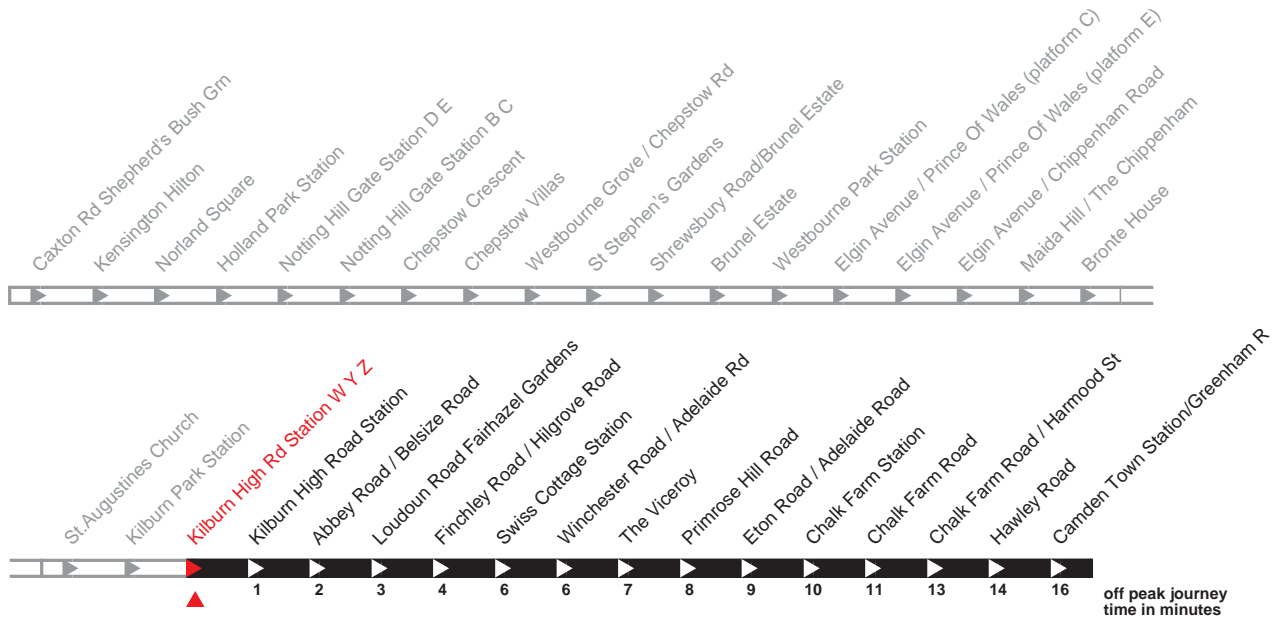 Caxton Rd Shepherd's Bush Grn
Kensington Hilton
Norland Square
Holland Park Station
Notting Hill Gate Station D E
Notting Hill Gate Station B C
Chepstow Crescent
Chepstow Villas
Westbourne Grove / Chepstow Rd
St Stephen's Gardens
Shrewsbury Road/Brunel Estate
Brunel Estate
Westbourne Park Station
Elgin Avenue / Prince Of Wales (platform C)
Elgin Avenue / Prince Of Wales (platform E)
Elgin Avenue / Chippenham Road
Maida Hill / The Chippenham
Bronte House
St.Augustines Church
Kilburn Park Station
Kilburn High Rd Station W Y Z
Kilburn High Road Station
Abbey Road / Belsize Road
Loudoun Road Fairhazel Gardens
Finchley Road / Hilgrove Road
Swiss Cottage Station
Winchester Road / Adelaide Rd
The Viceroy
Primrose Hill Road
Eton Road / Adelaide Road
Chalk Farm Station
Chalk Farm Road
Chalk Farm Road / Harmood St
Hawley Road
Camden Town Station/Greenham R
1 2 3 4 6 6 7 8 9 10 11 13 14 16
off peak journey
time in minutes